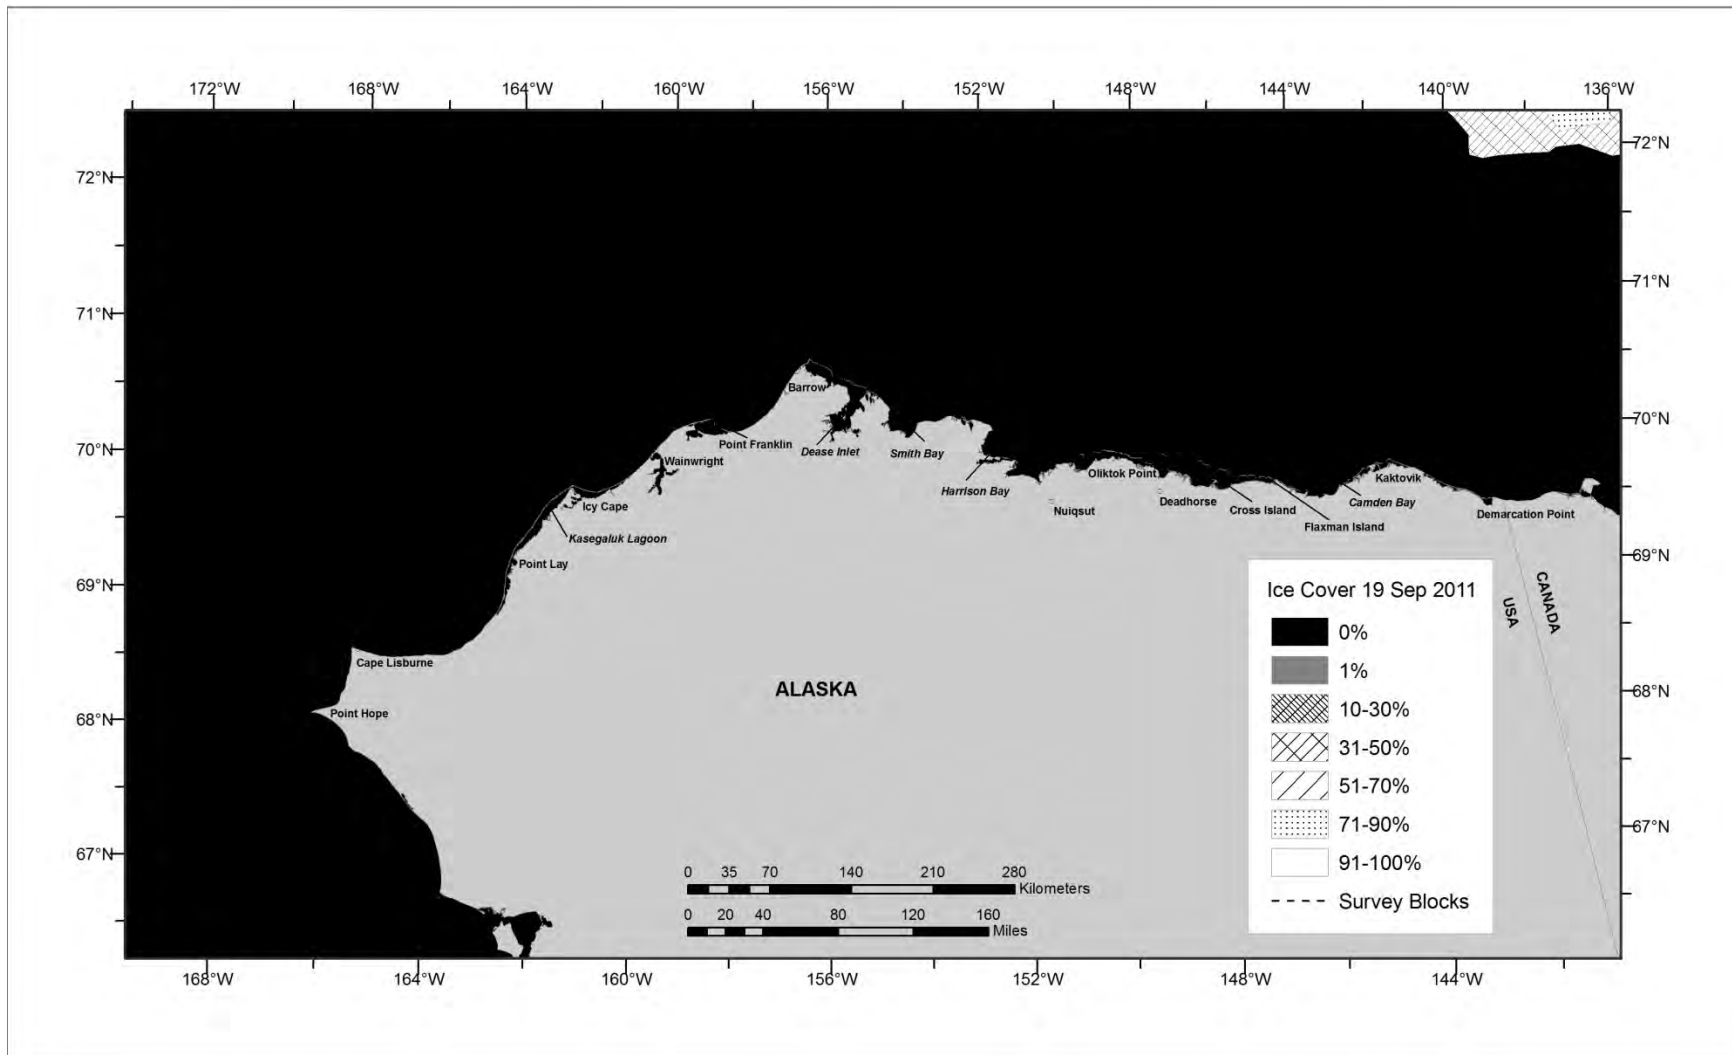 172°W 168°W 164°W 160°W 156°W 152°W 148°W 144°W 140°W 136°W
72°N 72°N
71°N 71°N
70°N 70°N
69°N 69°N
68°N 68°N
67°N 67°N
Barrow
Point Franklin
Dease Inlet
Smith Bay
Wainwright
Harrison Bay
Oliktok Point
Kaktovik
Icy Cape
Nuiqsut
Deadhorse
Cross Island
Camden Bay
Demarcation Point
Flaxman Island
Kasegaluk Lagoon
Point Lay
Cape Lisburne
Point Hope
ALASKA
USA
CANADA
Ice Cover 19 Sep 2011
0%
1%
10-30%
31-50%
51-70%
71-90%
91-100%
Survey Blocks
0 35 70 140 210 280
Kilometers
0 20 40 80 120 160
Miles
168°W 164°W 160°W 156°W 152°W 148°W 144°W